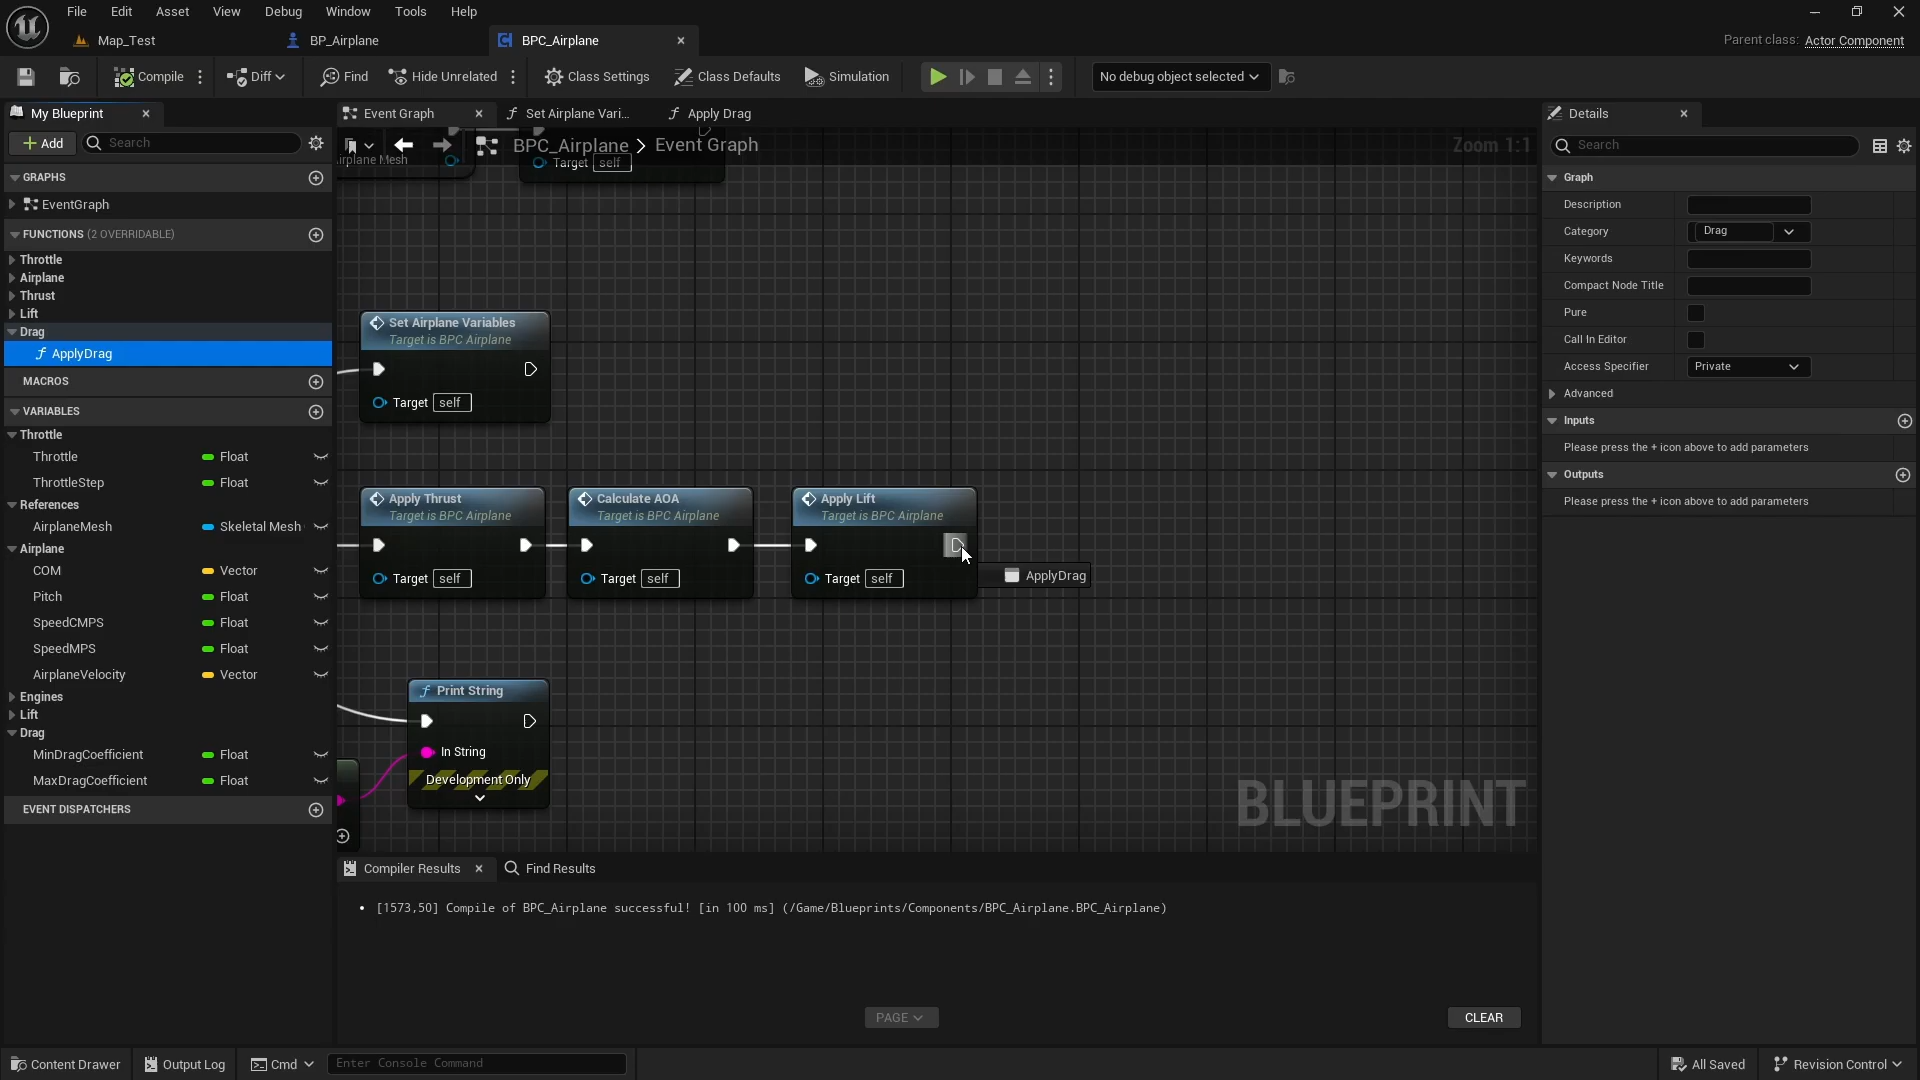 File Edit Asset View Debug Window Tools Help
Map_Test BP_Airplane BPC_Airplane
Parent class: Actor Component
Compile Diff Find Hide Unrelated Class Settings Class Defaults Simulation No debug object selected
My Blueprint Event Graph Set Airplane Vari... Apply Drag Details
Add Search BPC_Airplane > Event Graph Zoom 1:1 Search
irplane Mesh Target self
GRAPHS
EventGraph
FUNCTIONS (2 OVERRIDABLE)
Throttle
Airplane
Thrust
Lift
Drag
ApplyDrag
MACROS
VARIABLES
Throttle
Throttle Float
ThrottleStep Float
References
AirplaneMesh Skeletal Mesh
Airplane
COM Vector
Pitch Float
SpeedCMPS Float
SpeedMPS Float
AirplaneVelocity Vector
Engines
Lift
Drag
MinDragCoefficient Float
MaxDragCoefficient Float
EVENT DISPATCHERS
Set Airplane Variables
Target is BPC Airplane
Target self
Apply Thrust
Target is BPC Airplane
Target self
Calculate AOA
Target is BPC Airplane
Target self
Apply Lift
Target is BPC Airplane
Target self
ApplyDrag
Print String
In String
Development Only
BLUEPRINT
Graph
Description
Category Drag
Keywords
Compact Node Title
Pure
Call In Editor
Access Specifier Private
Advanced
Inputs
Please press the + icon above to add parameters
Outputs
Please press the + icon above to add parameters
Compiler Results Find Results
[1573,50] Compile of BPC_Airplane successful! [in 100 ms] (/Game/Blueprints/Components/BPC_Airplane.BPC_Airplane)
PAGE CLEAR
Content Drawer Output Log Cmd Enter Console Command All Saved Revision Control